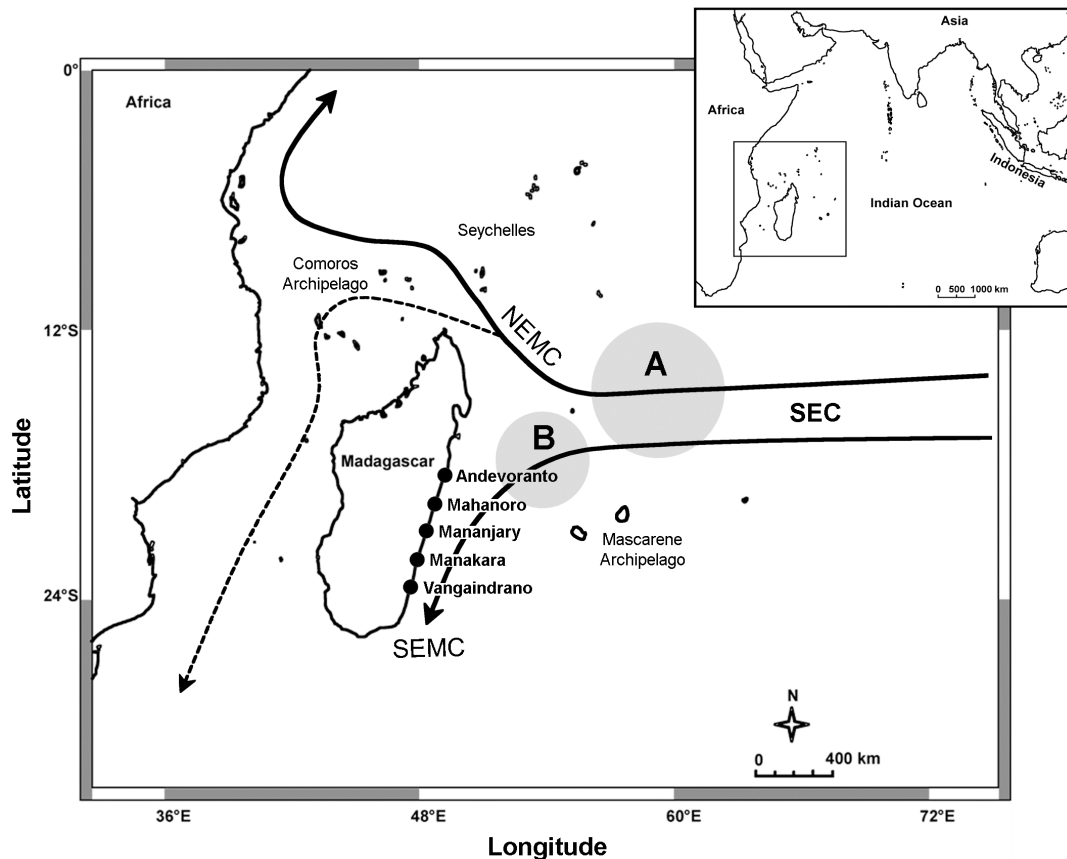 Asia
Africa
Indonesia
Indian Ocean
0 500 1000 km
0°
Africa
Seychelles
Comoros
Archipelago
12°S
NEMC
A
SEC
B
Madagascar
Andevoranto
Mahanoro
Mananjary
Manakara
Vangaindrano
Mascarene
Archipelago
24°S
SEMC
N
0 400 km
Latitude
36°E 48°E 60°E 72°E
Longitude